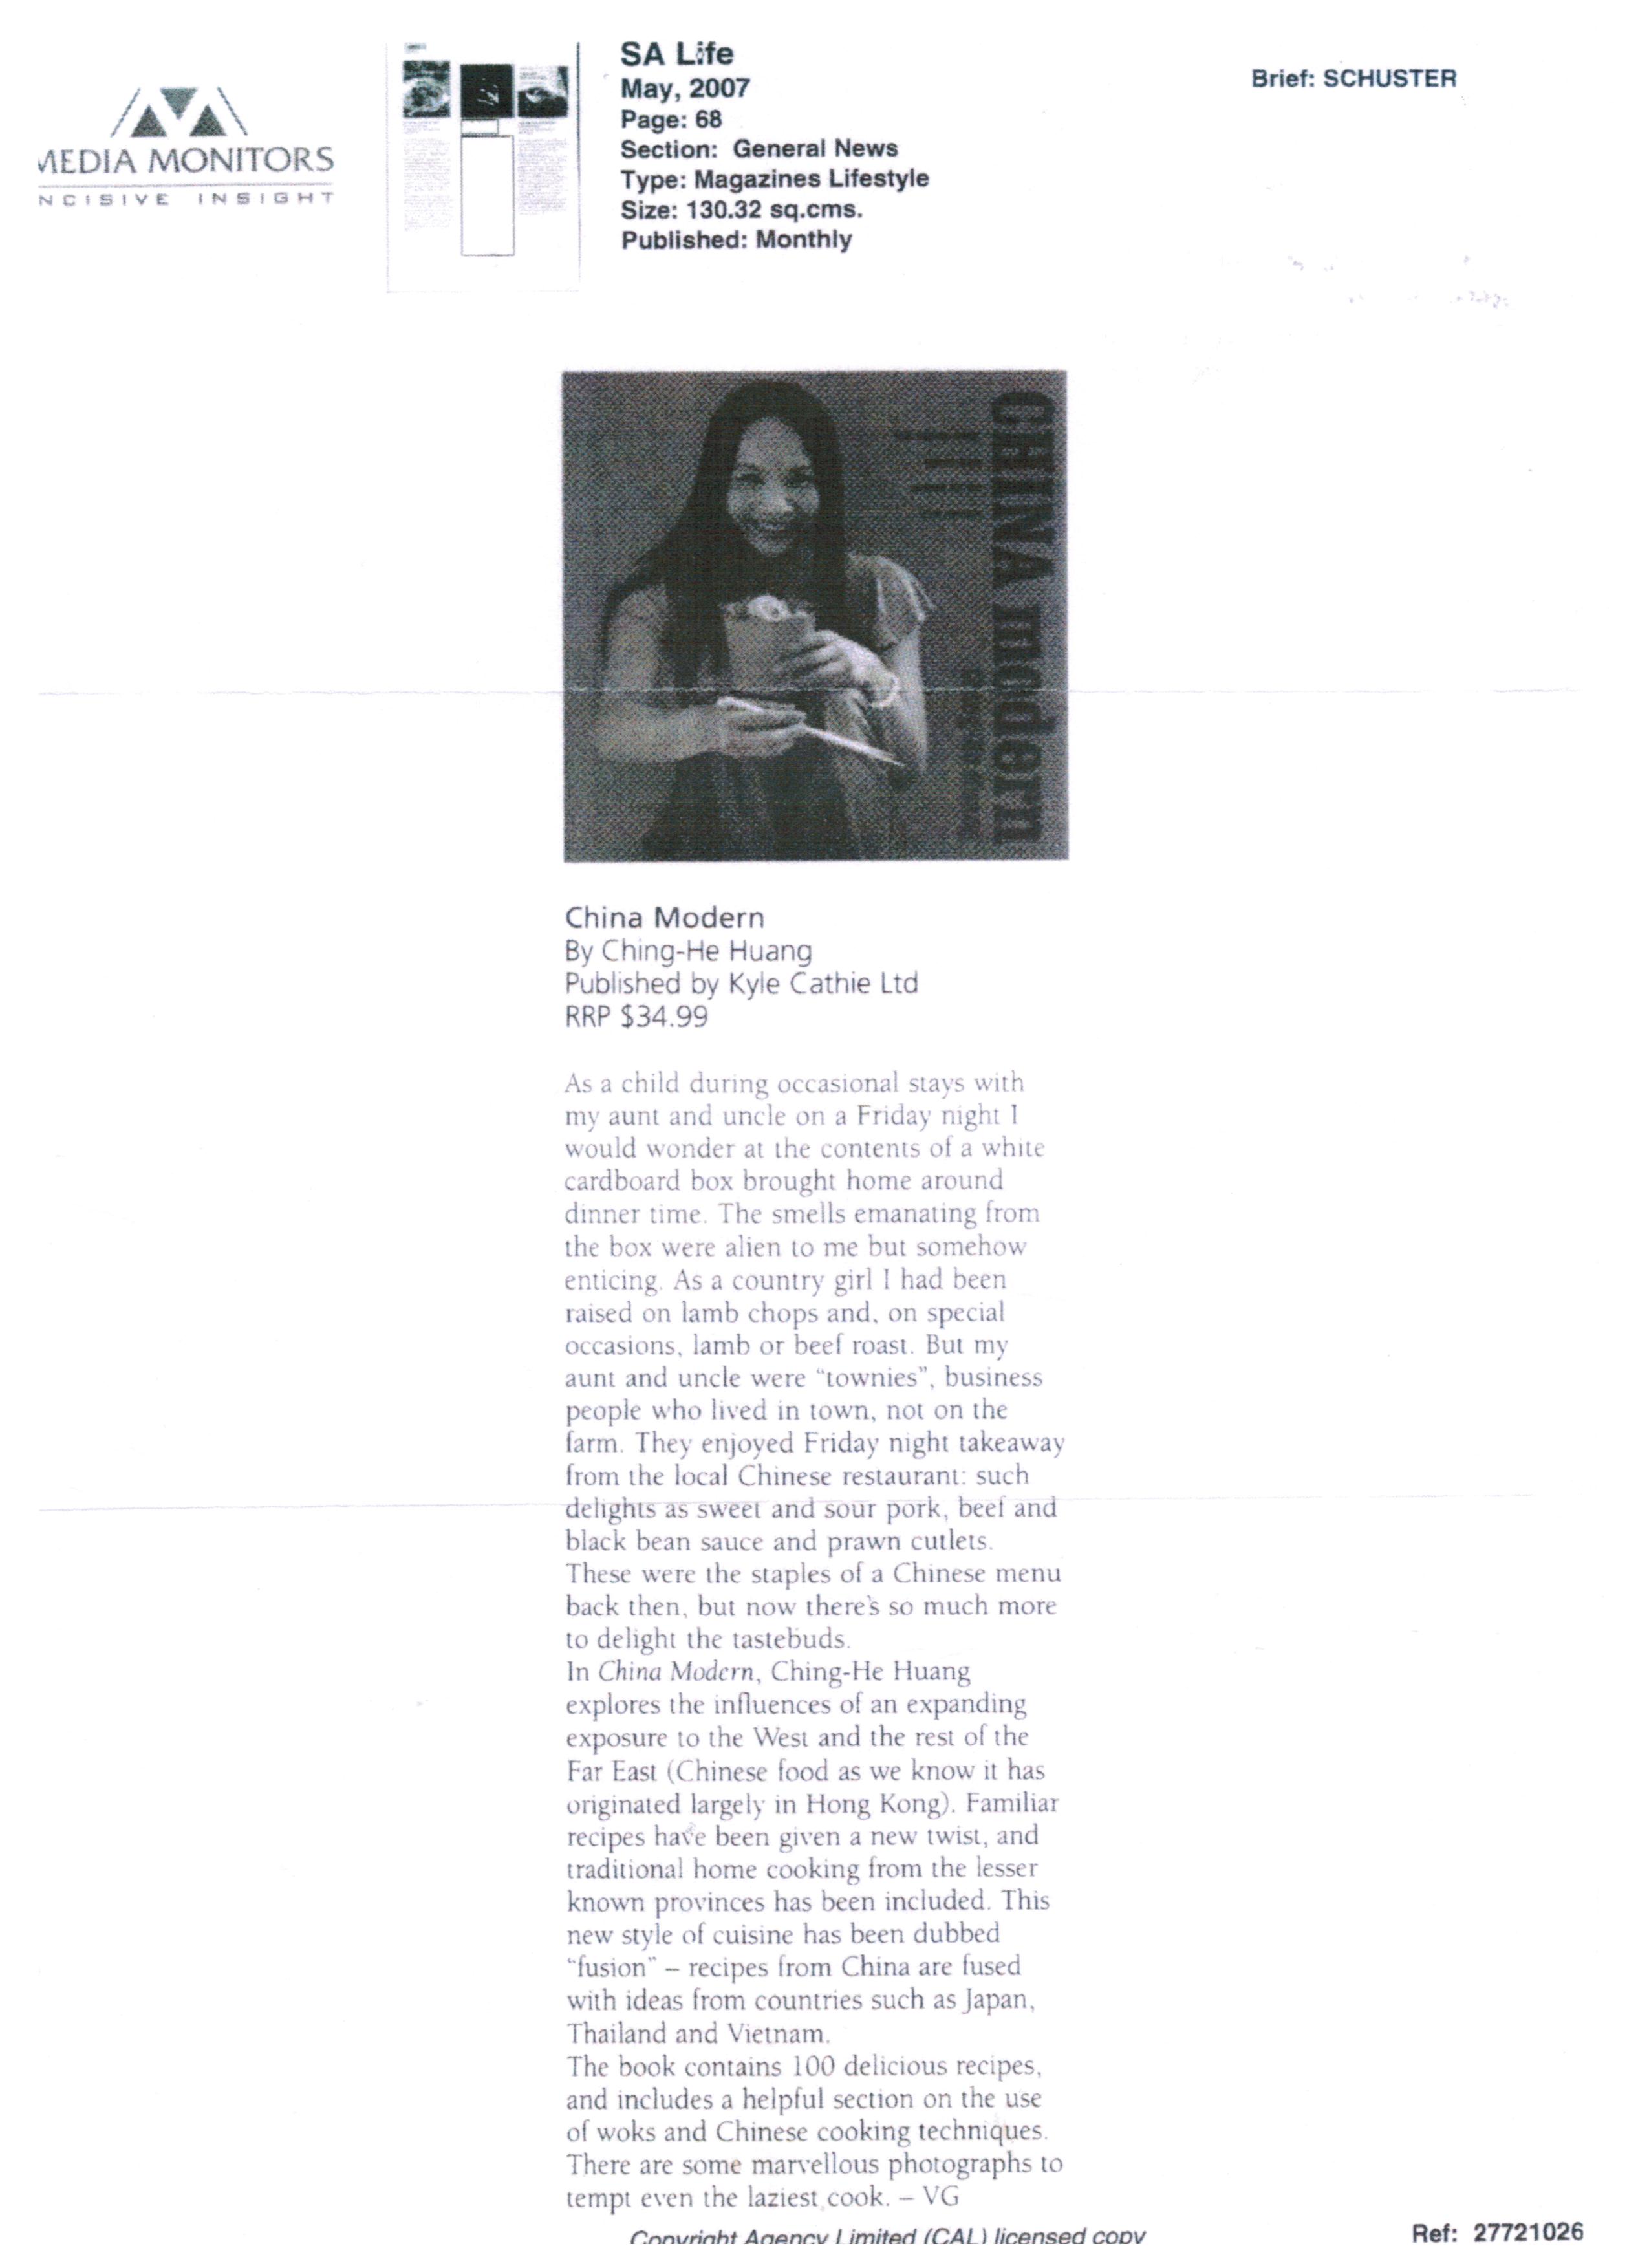 MEDIA MONITORS
NCISIVE INSIGHT
SA Life
May, 2007
Page: 68
Section: General News
Type: Magazines Lifestyle
Size: 130.32 sq.cms.
Published: Monthly
Brief: SCHUSTER
CHINA modern
China Modern
By Ching-He Huang
Published by Kyle Cathie Ltd
RRP $34.99
As a child during occasional stays with
my aunt and uncle on a Friday night I
would wonder at the contents of a white
cardboard box brought home around
dinner time. The smells emanating from
the box were alien to me but somehow
enticing. As a country girl I had been
raised on lamb chops and, on special
occasions, lamb or beef roast. But my
aunt and uncle were “townies”, business
people who lived in town, not on the
farm. They enjoyed Friday night takeaway
from the local Chinese restaurant: such
delights as sweet and sour pork, beef and
black bean sauce and prawn cutlets.
These were the staples of a Chinese menu
back then, but now there's so much more
to delight the tastebuds.
In China Modern, Ching-He Huang
explores the influences of an expanding
exposure to the West and the rest of the
Far East (Chinese food as we know it has
originated largely in Hong Kong). Familiar
recipes have been given a new twist, and
traditional home cooking from the lesser
known provinces has been included. This
new style of cuisine has been dubbed
“fusion” – recipes from China are fused
with ideas from countries such as Japan,
Thailand and Vietnam.
The book contains 100 delicious recipes,
and includes a helpful section on the use
of woks and Chinese cooking techniques.
There are some marvellous photographs to
tempt even the laziest cook. – VG
Copyright Agency Limited (CAL) licensed copy
Ref: 27721026